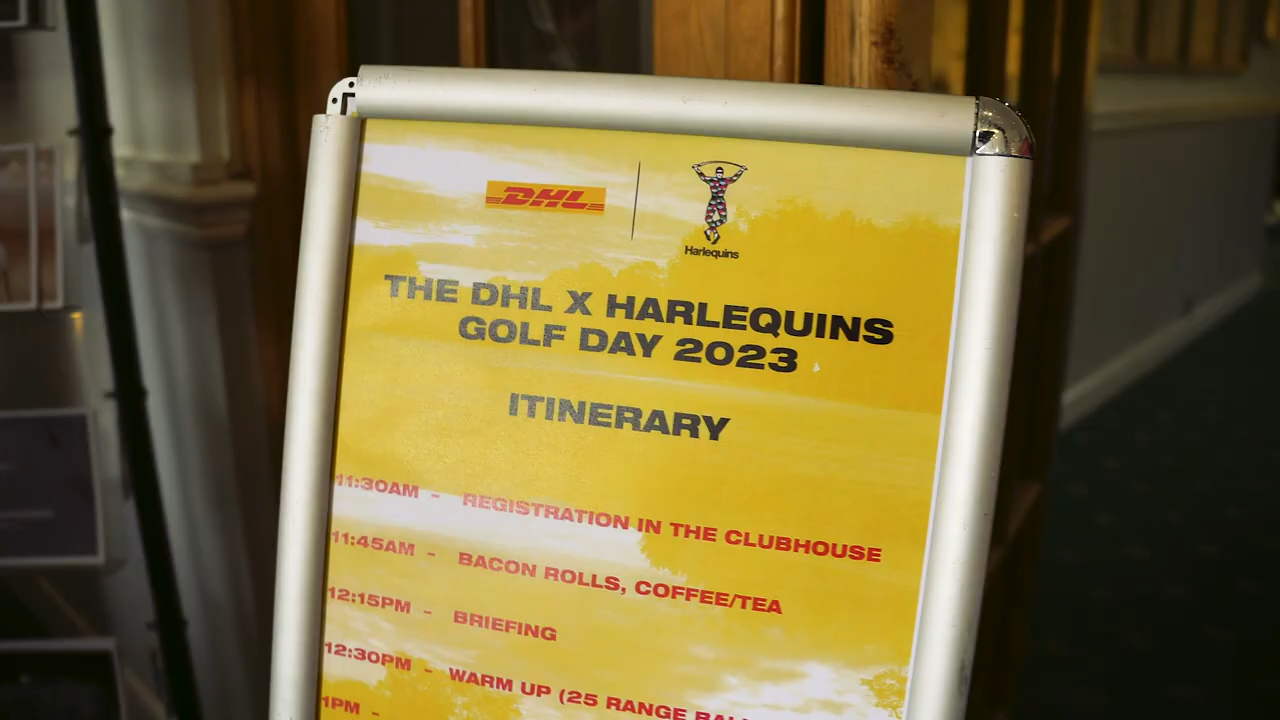 DHL
Harlequins
THE DHL X HARLEQUINS
GOLF DAY 2023
ITINERARY
11:30AM - REGISTRATION IN THE CLUBHOUSE
11:45AM - BACON ROLLS, COFFEE/TEA
12:15PM - BRIEFING
12:30PM - WARM UP (25 RANGE
1PM -